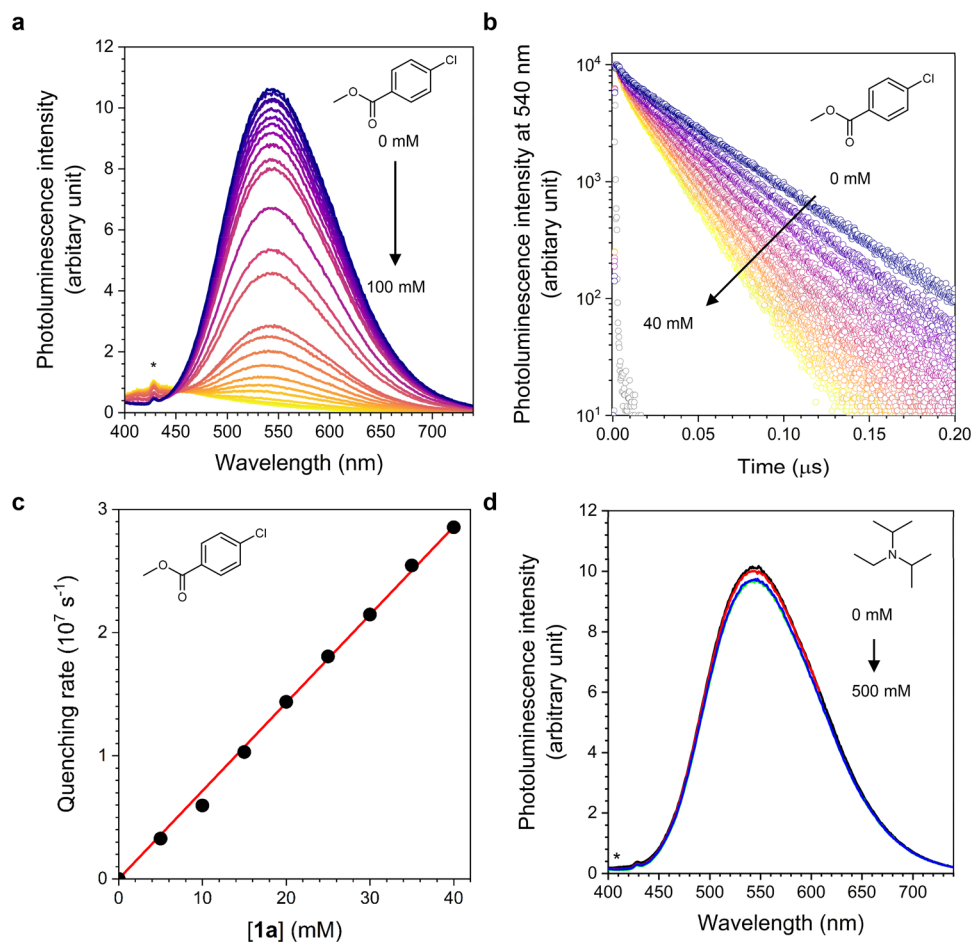 a
12
10
8
6
4
2
0
400 450 500 550 600 650 700
Photoluminescence intensity
(arbitary unit)
Wavelength (nm)
Cl
O
O
0 mM
100 mM
*
b
10⁴
10³
10²
10¹
0.00 0.05 0.10 0.15 0.20
Photoluminescence intensity at 540 nm
(arbitary unit)
Time (μs)
Cl
O
O
0 mM
40 mM
c
3
2
1
0
0 10 20 30 40
Quenching rate (10⁷ s⁻¹)
[1a] (mM)
Cl
O
O
d
12
10
8
6
4
2
0
400 450 500 550 600 650 700
Photoluminescence intensity
(arbitrary unit)
Wavelength (nm)
N
0 mM
500 mM
*